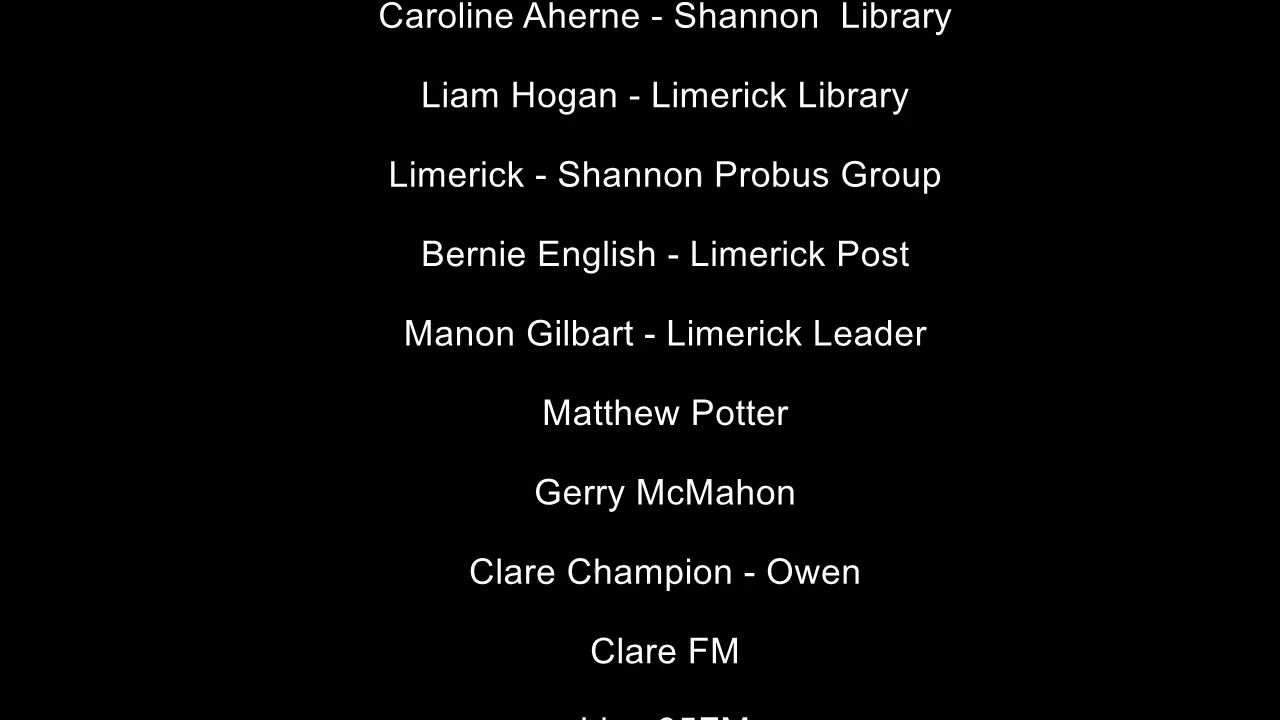 Caroline Aherne - Shannon  Library
Liam Hogan - Limerick Library
Limerick - Shannon Probus Group
Bernie English - Limerick Post
Manon Gilbart - Limerick Leader
Matthew Potter
Gerry McMahon
Clare Champion - Owen
Clare FM